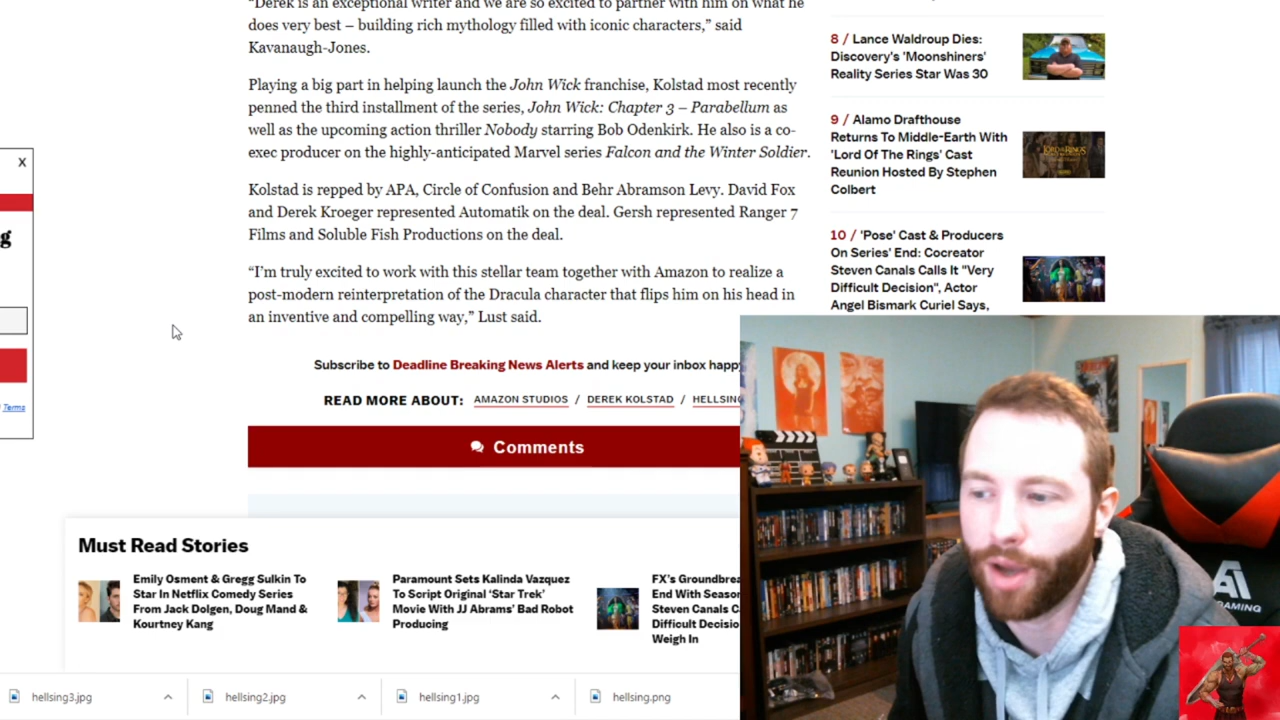 "Derek is an exceptional writer and we are so excited to partner with him on what he
does very best – building rich mythology filled with iconic characters," said
Kavanaugh-Jones.
Playing a big part in helping launch the John Wick franchise, Kolstad most recently
penned the third installment of the series, John Wick: Chapter 3 – Parabellum as
well as the upcoming action thriller Nobody starring Bob Odenkirk. He also is a co-
exec producer on the highly-anticipated Marvel series Falcon and the Winter Soldier.
Kolstad is repped by APA, Circle of Confusion and Behr Abramson Levy. David Fox
and Derek Kroeger represented Automatik on the deal. Gersh represented Ranger 7
Films and Soluble Fish Productions on the deal.
"I'm truly excited to work with this stellar team together with Amazon to realize a
post-modern reinterpretation of the Dracula character that flips him on his head in
an inventive and compelling way," Lust said.
Subscribe to Deadline Breaking News Alerts and keep your inbox happy
READ MORE ABOUT: AMAZON STUDIOS / DEREK KOLSTAD / HELLSING
Comments
8 / Lance Waldroup Dies:
Discovery's 'Moonshiners'
Reality Series Star Was 30
9 / Alamo Drafthouse
Returns To Middle-Earth With
'Lord Of The Rings' Cast
Reunion Hosted By Stephen
Colbert
10 / 'Pose' Cast & Producers
On Series' End: Cocreator
Steven Canals Calls It "Very
Difficult Decision", Actor
Angel Bismark Curiel Says,
X
g
Terms
Must Read Stories
Emily Osment & Gregg Sulkin To
Star In Netflix Comedy Series
From Jack Dolgen, Doug Mand &
Kourtney Kang
Paramount Sets Kalinda Vazquez
To Script Original 'Star Trek'
Movie With JJ Abrams' Bad Robot
Producing
FX's Groundbrea
End With Season
Steven Canals C
Difficult Decisio
Weigh In
hellsing3.jpg
hellsing2.jpg
hellsing1.jpg
hellsing.png
GAMING